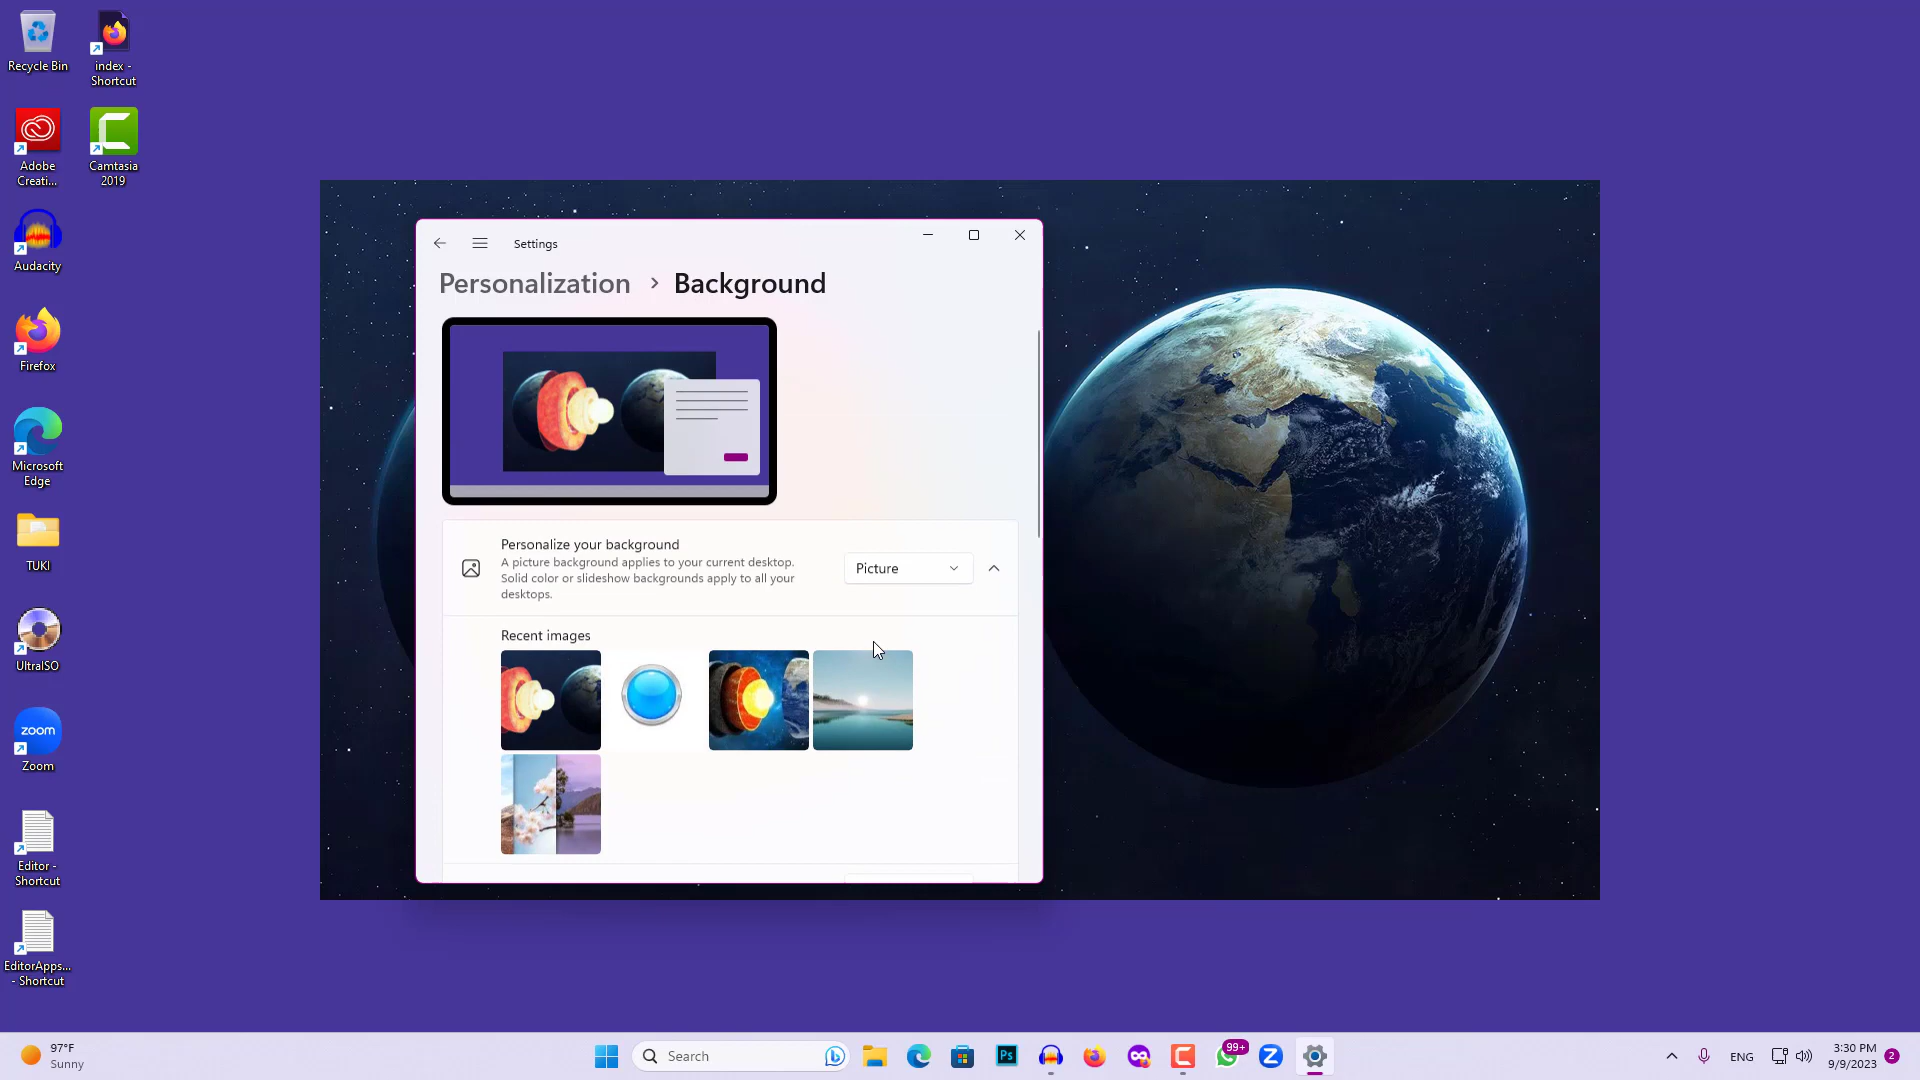 Recycle Bin
index -
Shortcut
Adobe
Creati...
Camtasia
2019
Audacity
Firefox
Microsoft
Edge
TUKI
UltraISO
zoom
Zoom
Editor -
Shortcut
EditorApps...
- Shortcut
Settings
Personalization > Background
Personalize your background
A picture background applies to your current desktop.
Solid color or slideshow backgrounds apply to all your
desktops.
Picture
Recent images
97°F
Sunny
Search
Ps
99+
Z
ENG
3:30 PM
9/9/2023
2